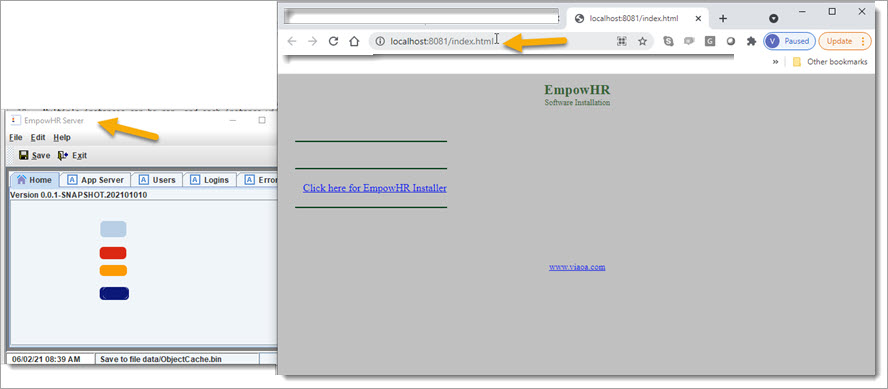 EmpowHR Server
File Edit Help
Save Exit
Home App Server Users Logins Error
Version 0.0.1-SNAPSHOT.202101010
06/02/21 08:39 AM Save to file data/ObjectCache.bin
localhost:8081/index.html
localhost:8081/index.html
V Paused Update
» Other bookmarks
EmpowHR
Software Installation
Click here for EmpowHR Installer
www.viaoa.com